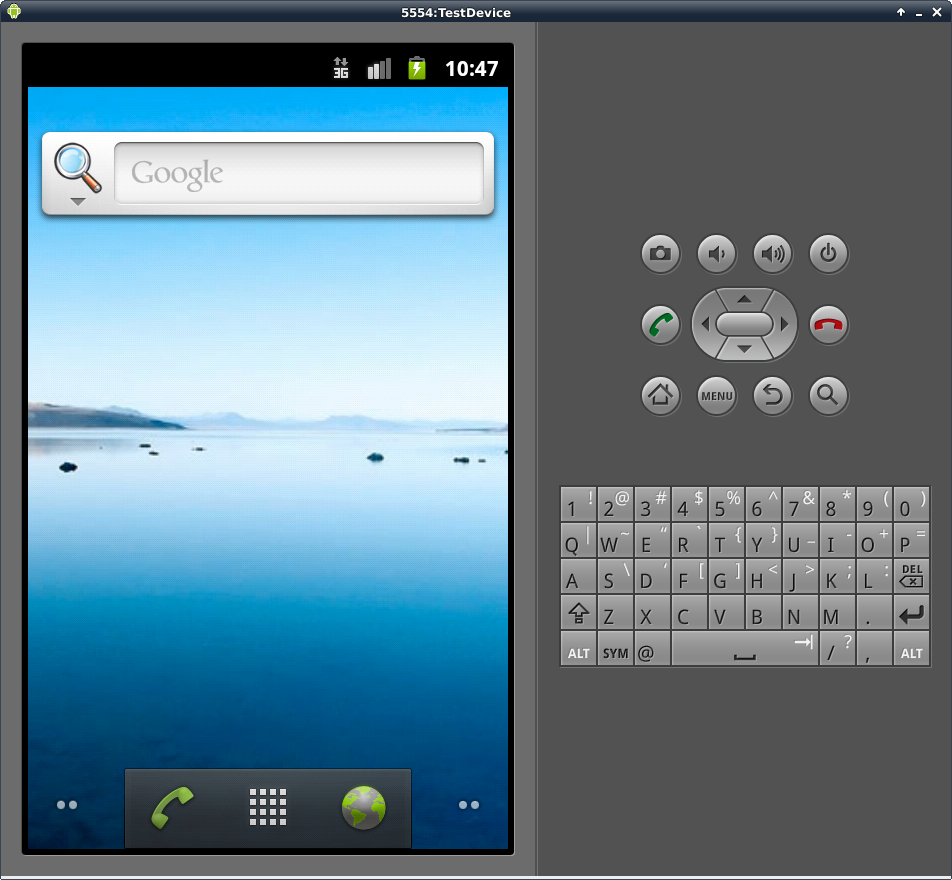 5554:TestDevice
3G 10:47
Google
MENU
1 ! 2 @ 3 # 4 $ 5 % 6 ^ 7 & 8 * 9 ( 0 )
Q | W ~ E “ R ` T { Y } U _ I - O + P =
A S \ D ‘ F [ G ] H < J > K ; L : DEL
Z X C V B N M .
ALT SYM @ / ? , ALT